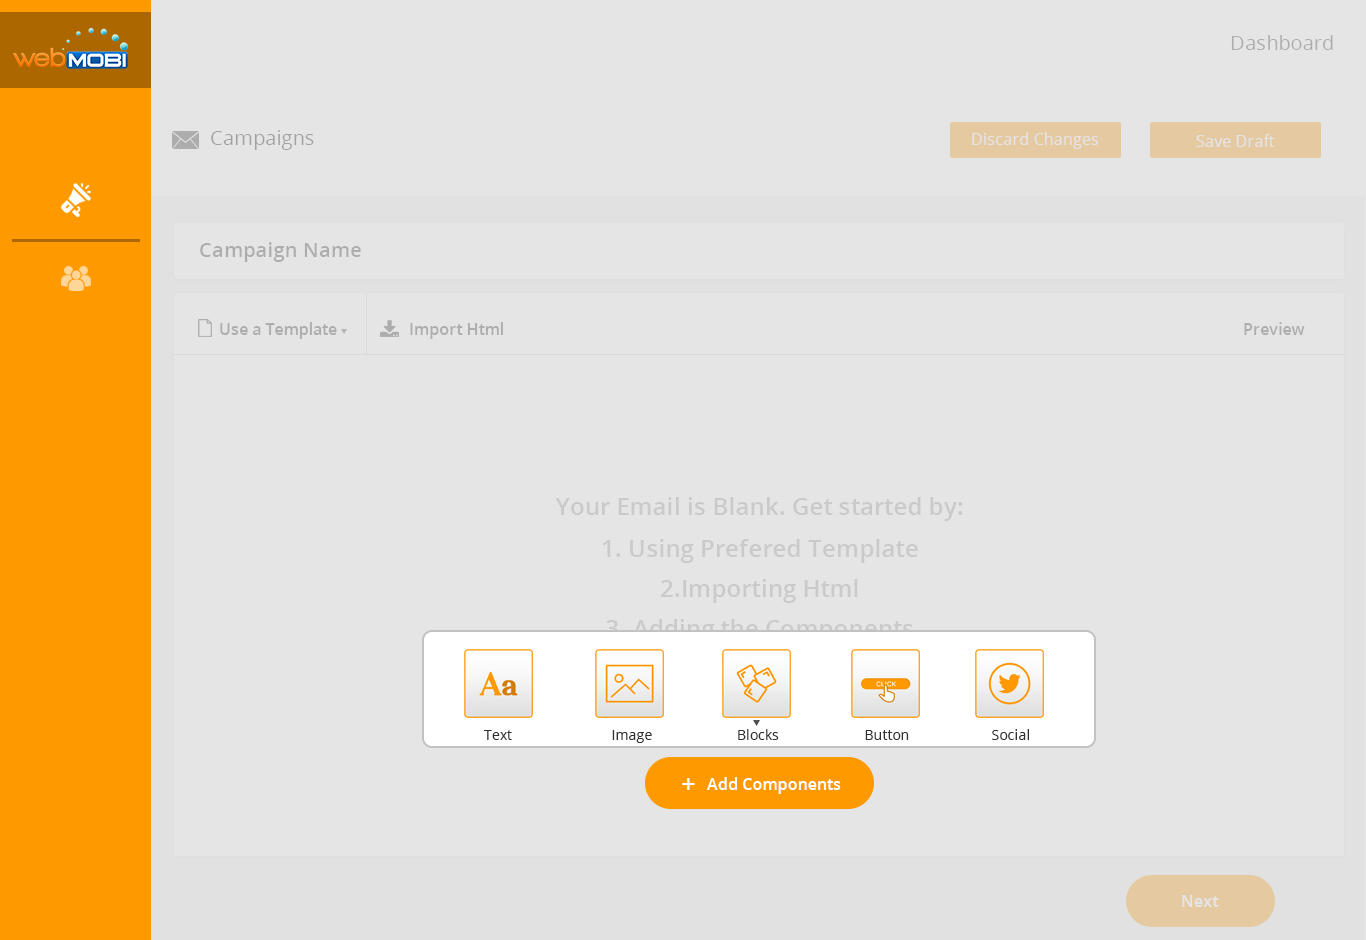 webMOBI
Dashboard
Campaigns
Discard Changes
Save Draft
Campaign Name
Use a Template
Import Html
Preview
Your Email is Blank. Get started by:
1. Using Prefered Template
2.Importing Html
3. Adding the Components
Aa
CLICK
Text
Image
Blocks
Button
Social
+ Add Components
Next